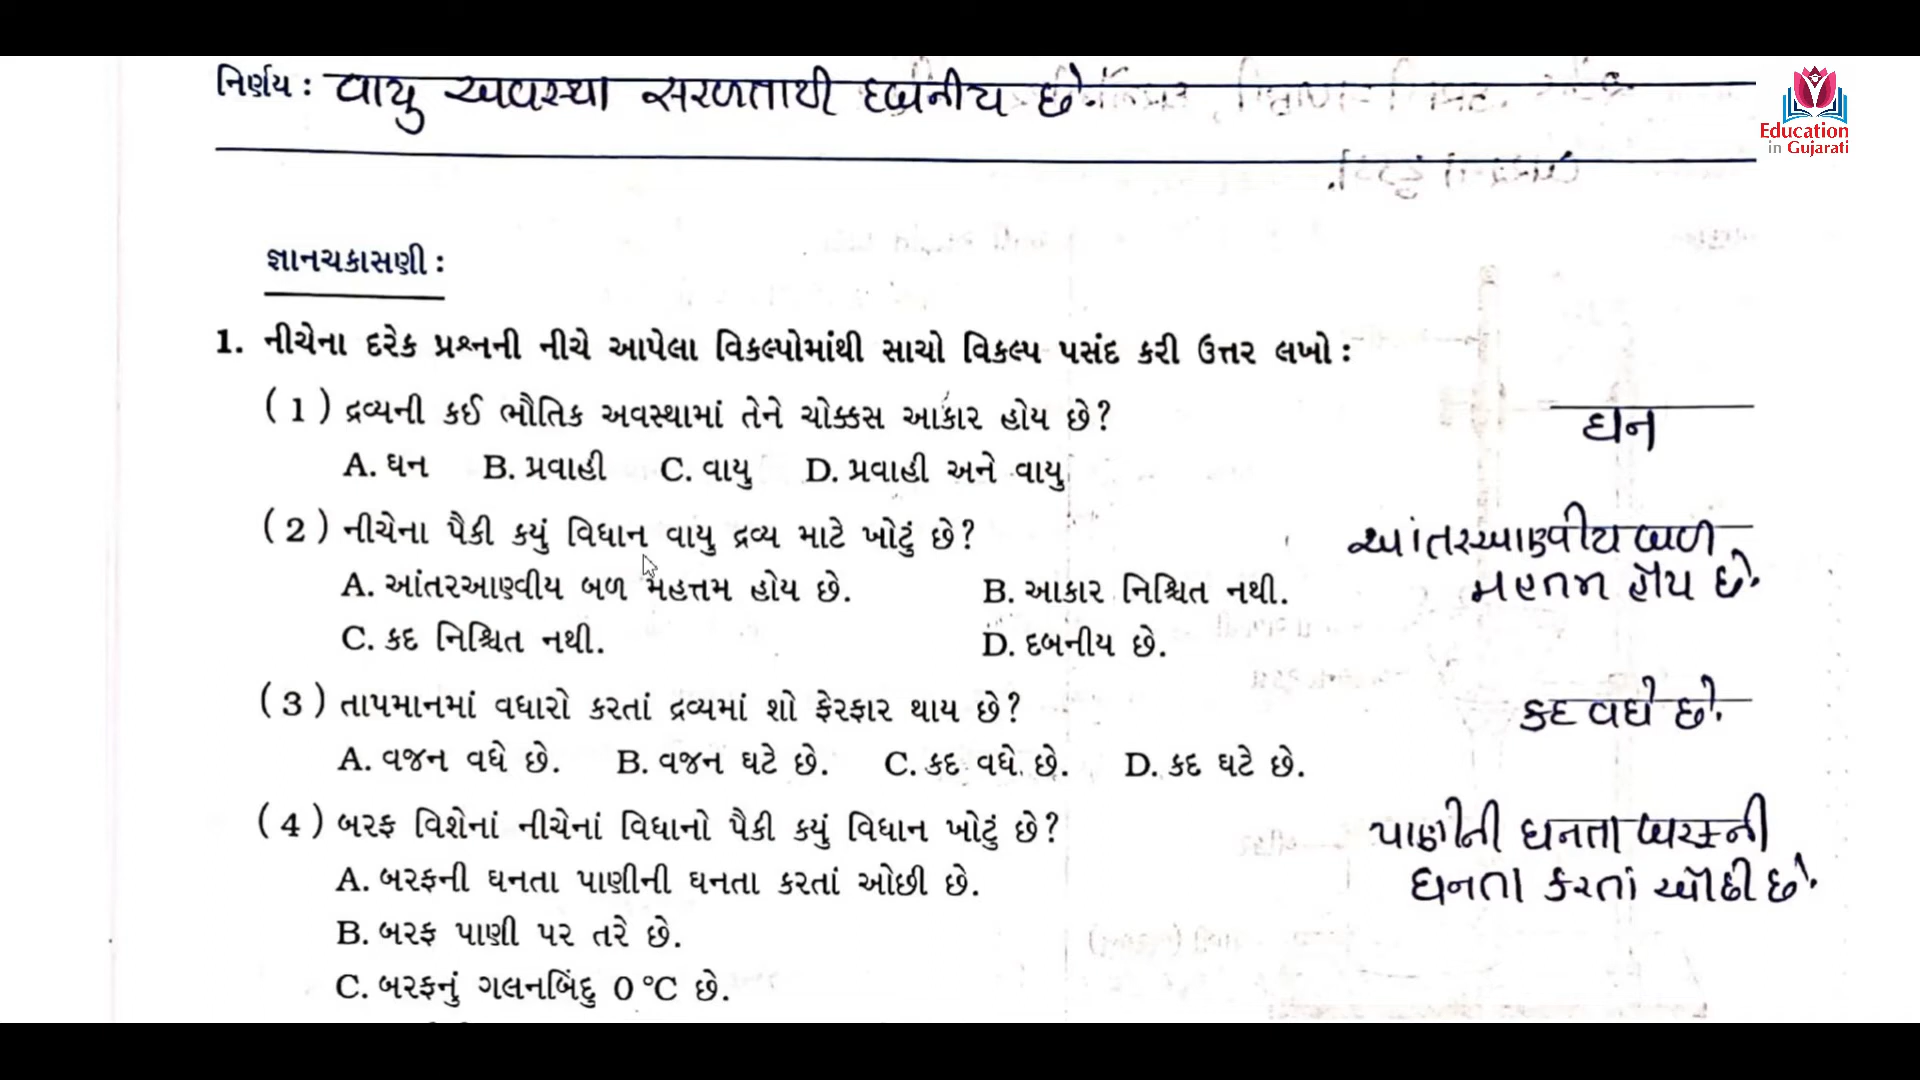 નિર્ણય : વાયુ અવસ્થા સરળતાથી દબનીય છે.
Education
in Gujarati
જ્ઞાનચકાસણી :
1. નીચેના દરેક પ્રશ્નની નીચે આપેલા વિકલ્પોમાંથી સાચો વિકલ્પ પસંદ કરી ઉત્તર લખો :
(1) દ્રવ્યની કઈ ભૌતિક અવસ્થામાં તેને ચોક્કસ આકાર હોય છે?
ઘન
A. ઘન B. પ્રવાહી C. વાયુ D. પ્રવાહી અને વાયુ
(2) નીચેના પૈકી કયું વિધાન વાયુ દ્રવ્ય માટે ખોટું છે?
આંતરઆણ્વીય બળ
મહતમ હોય છે.
A. આંતરઆણ્વીય બળ મહત્તમ હોય છે. B. આકાર નિશ્ચિત નથી.
C. કદ નિશ્ચિત નથી. D. દબનીય છે.
(3) તાપમાનમાં વધારો કરતાં દ્રવ્યમાં શો ફેરફાર થાય છે?
કદ વધે છે.
A. વજન વધે છે. B. વજન ઘટે છે. C. કદ વધે છે. D. કદ ઘટે છે.
(4) બરફ વિશેનાં નીચેનાં વિધાનો પૈકી કયું વિધાન ખોટું છે?
પાણીની ઘનતા બરફની
ઘનતા કરતાં ઓછી છે.
A. બરફની ઘનતા પાણીની ઘનતા કરતાં ઓછી છે.
B. બરફ પાણી પર તરે છે.
C. બરફનું ગલનબિંદુ 0 °C છે.